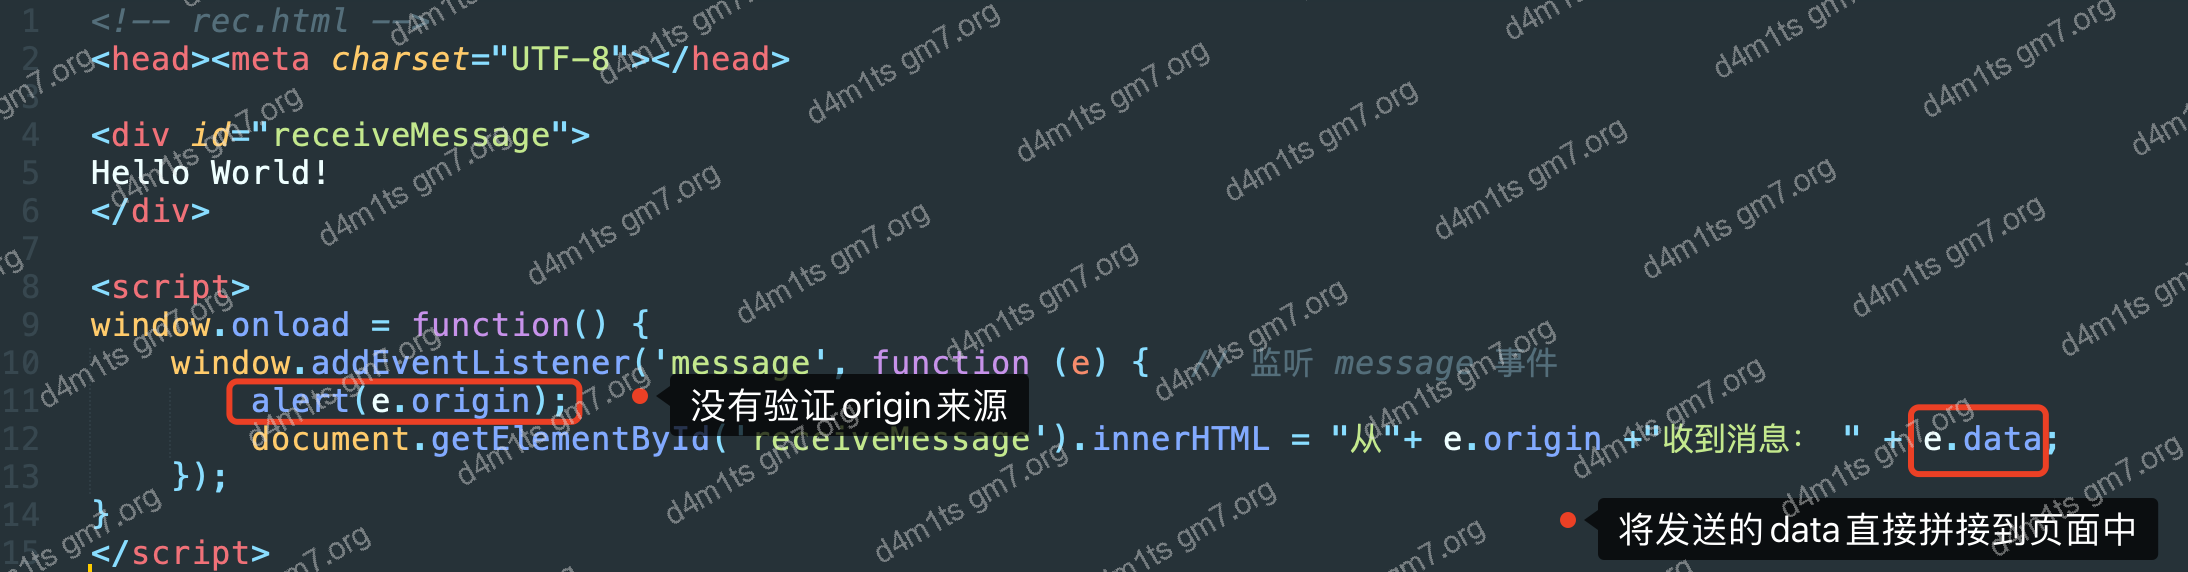 1 <!-- rec.html -->
2 <head><meta charset="UTF-8"></head>
3
4 <div id="receiveMessage">
5 Hello World!
6 </div>
7
8 <script>
9 window.onload = function() {
10 window.addEventListener('message', function (e) { // 监听 message 事件
11 alert(e.origin);
没有验证origin来源
12 document.getElementById('receiveMessage').innerHTML = "从"+ e.origin +"收到消息： " + e.data;
13 });
14 }
将发送的data直接拼接到页面中
15 </script>
d4m1ts gm7.org